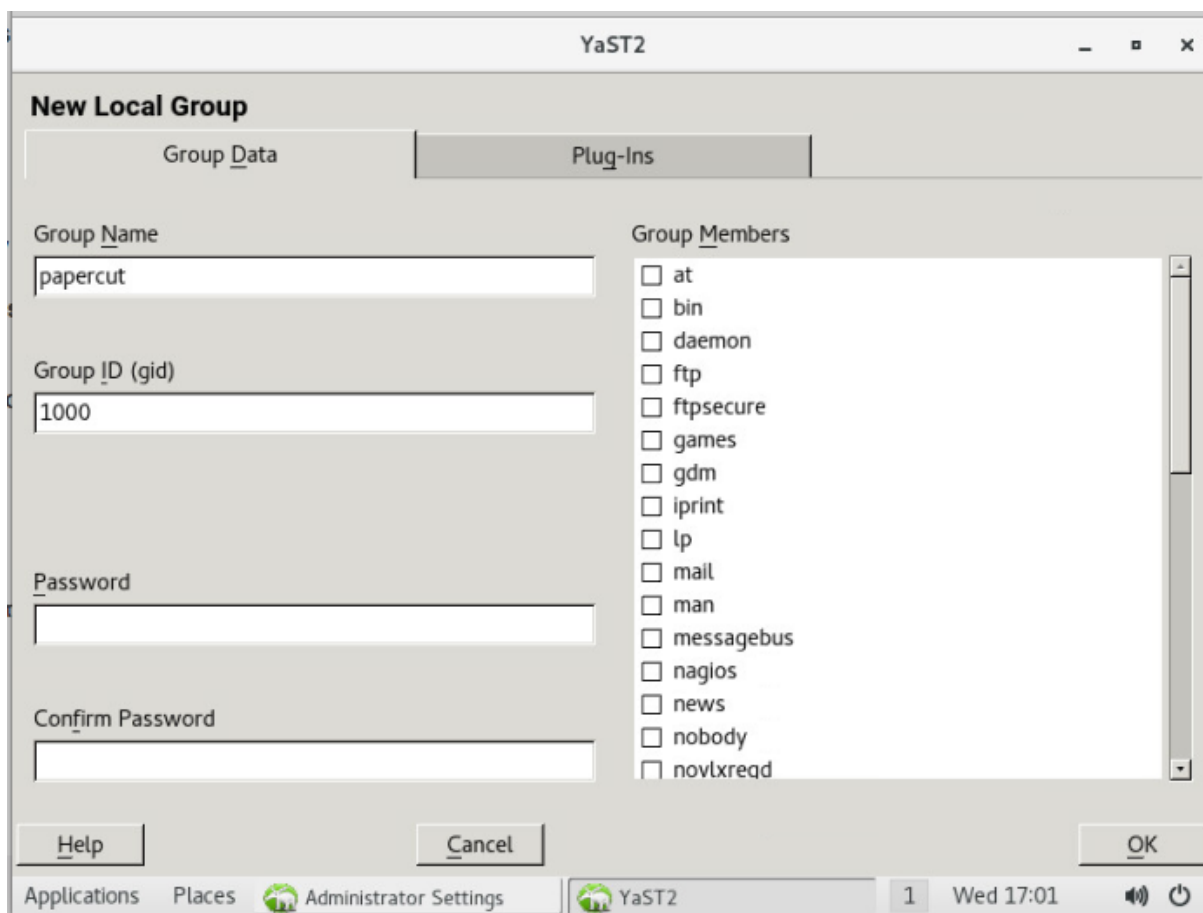 YaST2
New Local Group
Group Data
Plug-Ins
Group Name
papercut
Group ID (gid)
1000
Password
Confirm Password
Group Members
at
bin
daemon
ftp
ftpsecure
games
gdm
iprint
lp
mail
man
messagebus
nagios
news
nobody
novlxregd
Help
Cancel
OK
Applications Places Administrator Settings YaST2 1 Wed 17:01